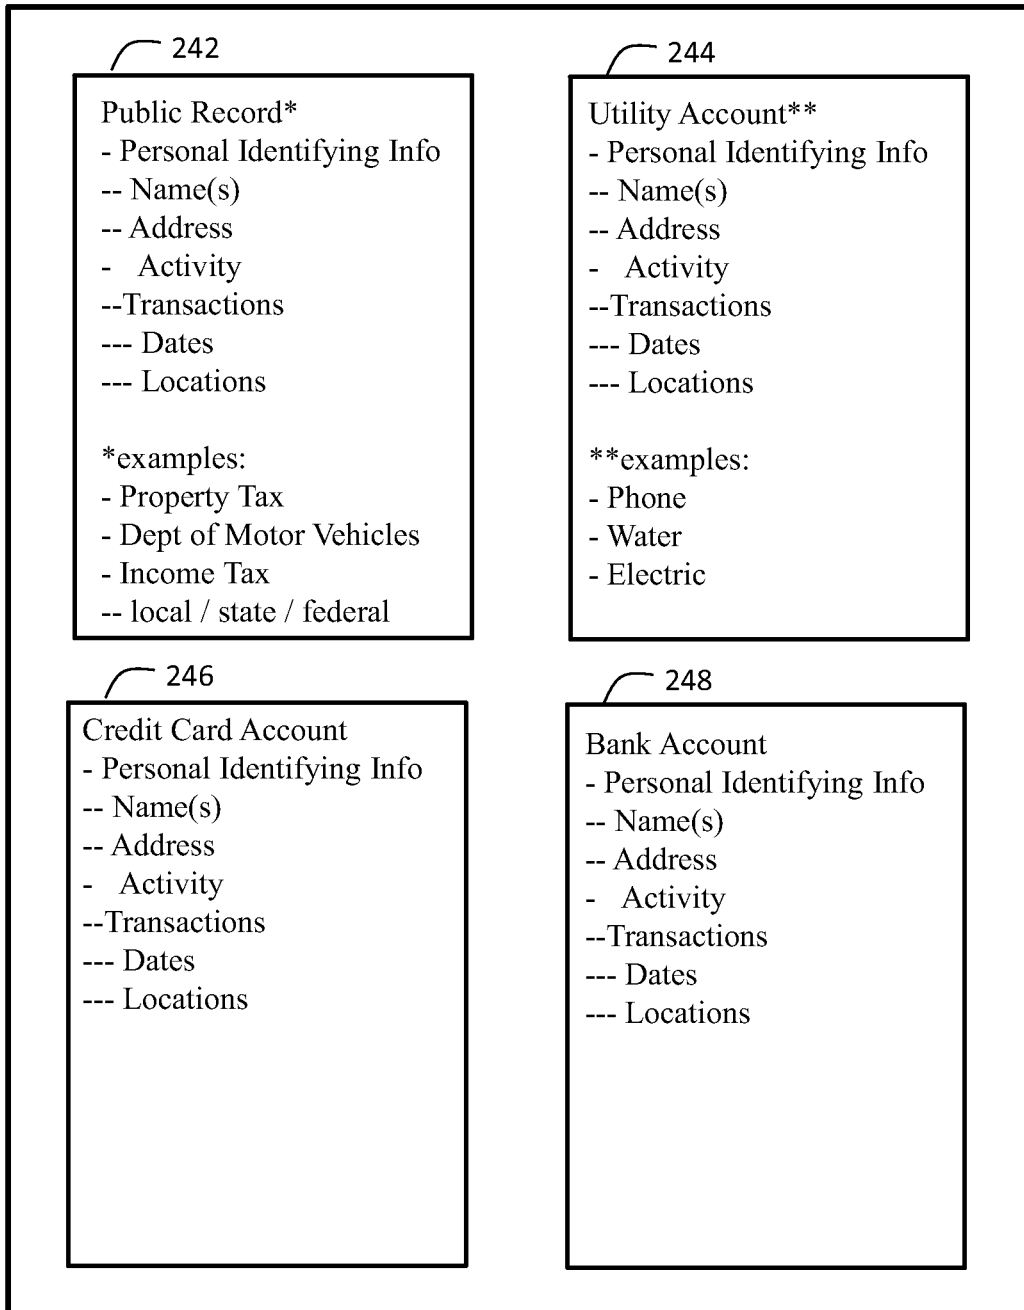 242
Public Record*
- Personal Identifying Info
-- Name(s)
-- Address
-   Activity
--Transactions
--- Dates
--- Locations
*examples:
- Property Tax
- Dept of Motor Vehicles
- Income Tax
-- local / state / federal
244
Utility Account**
- Personal Identifying Info
-- Name(s)
-- Address
-   Activity
--Transactions
--- Dates
--- Locations
**examples:
- Phone
- Water
- Electric
246
Credit Card Account
- Personal Identifying Info
-- Name(s)
-- Address
-   Activity
--Transactions
--- Dates
--- Locations
248
Bank Account
- Personal Identifying Info
-- Name(s)
-- Address
-   Activity
--Transactions
--- Dates
--- Locations